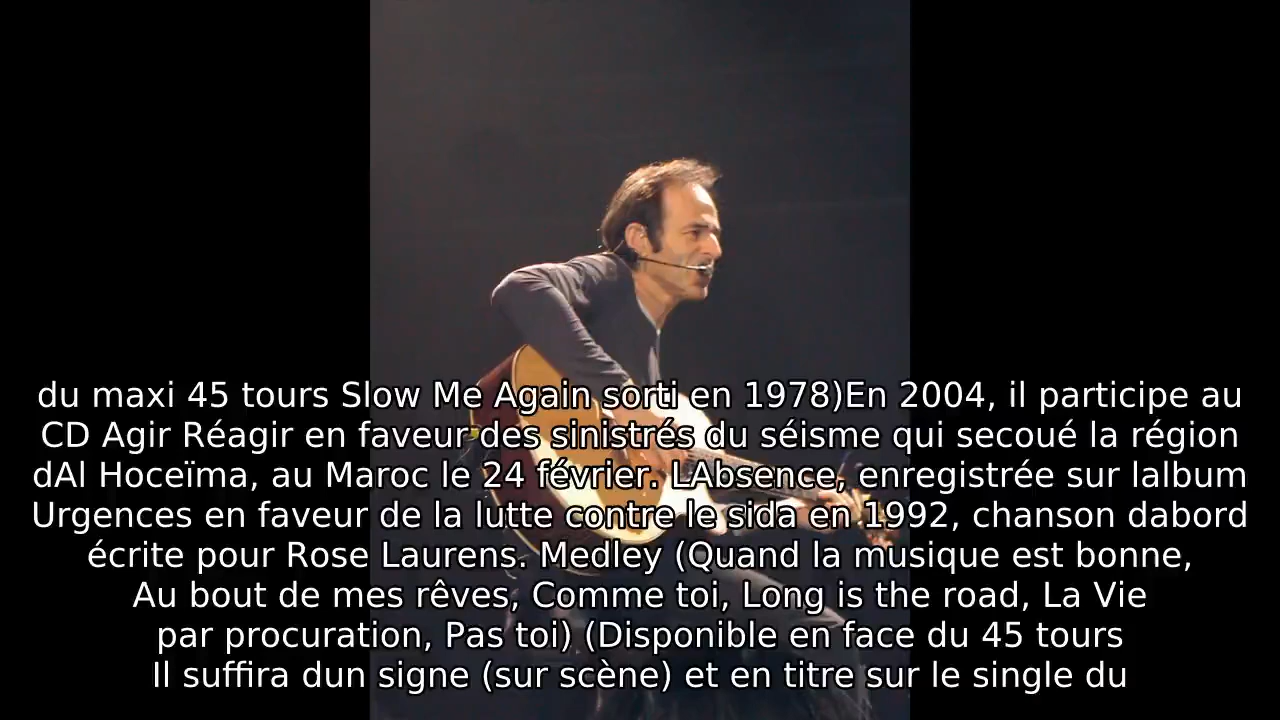 du maxi 45 tours Slow Me Again sorti en 1978)En 2004, il participe au
CD Agir Réagir en faveur des sinistrés du séisme qui secoué la région
dAl Hoceïma, au Maroc le 24 février. LAbsence, enregistrée sur lalbum
Urgences en faveur de la lutte contre le sida en 1992, chanson dabord
écrite pour Rose Laurens. Medley (Quand la musique est bonne,
Au bout de mes rêves, Comme toi, Long is the road, La Vie
par procuration, Pas toi) (Disponible en face du 45 tours
Il suffira dun signe (sur scène) et en titre sur le single du